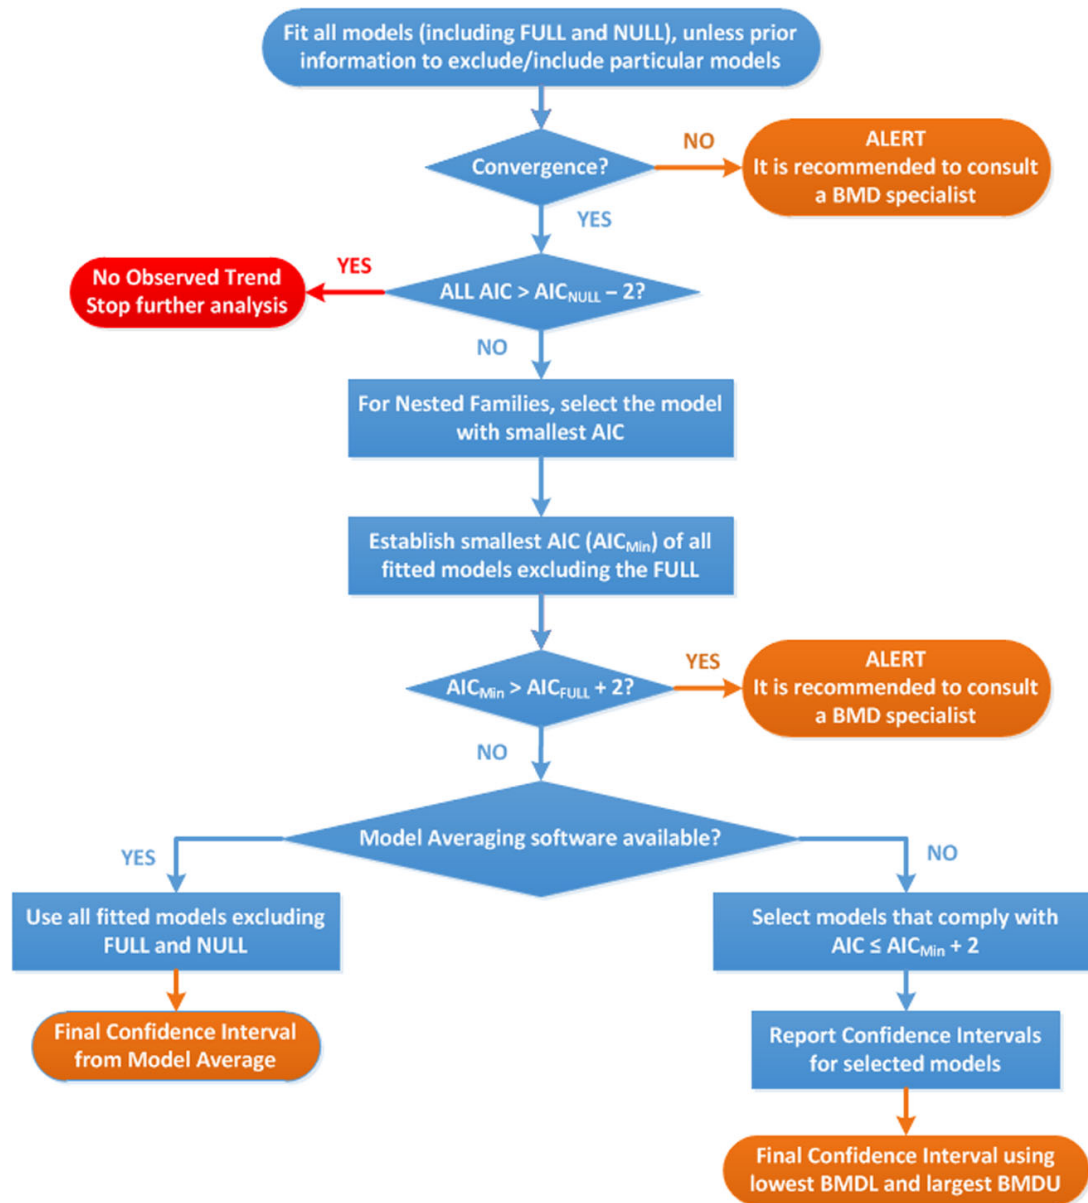 Fit all models (including FULL and NULL), unless prior
information to exclude/include particular models
Convergence?
NO
ALERT
It is recommended to consult
a BMD specialist
YES
No Observed Trend
Stop further analysis
YES
ALL AIC > AIC_NULL – 2?
NO
For Nested Families, select the model
with smallest AIC
Establish smallest AIC (AIC_Min) of all
fitted models excluding the FULL
AIC_Min > AIC_FULL + 2?
YES
ALERT
It is recommended to consult
a BMD specialist
NO
Model Averaging software available?
YES
NO
Use all fitted models excluding
FULL and NULL
Select models that comply with
AIC ≤ AIC_Min + 2
Final Confidence Interval
from Model Average
Report Confidence Intervals
for selected models
Final Confidence Interval using
lowest BMDL and largest BMDU